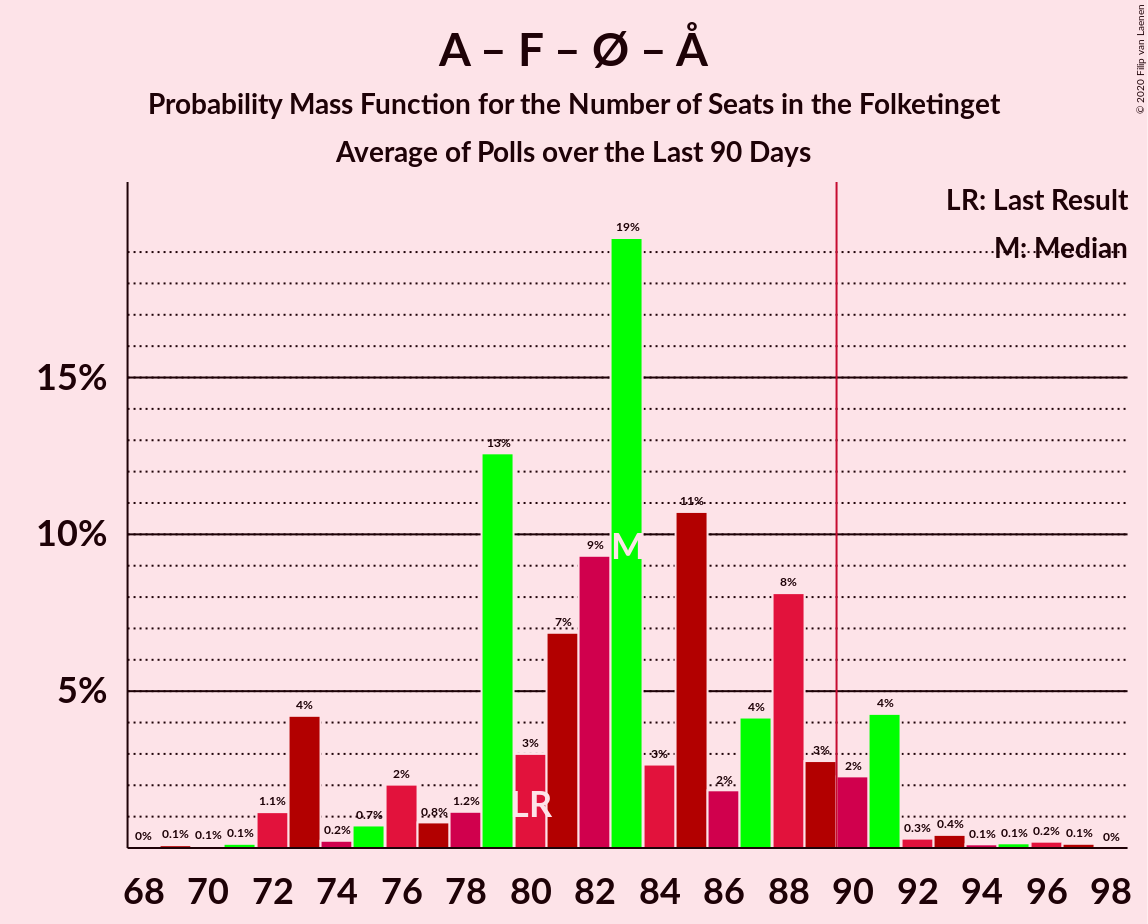 A – F – Ø – Å
Probability Mass Function for the Number of Seats in the Folketinget
Average of Polls over the Last 90 Days
© 2020 Filip van Laenen
LR: Last Result
M: Median
15%
10%
5%
0% 0.1% 0.1% 0.1% 1.1% 4% 0.2% 0.7% 2% 0.8% 1.2% 13% 3% 7% 9% 19% 3% 11% 2% 4% 8% 3% 2% 4% 0.3% 0.4% 0.1% 0.1% 0.2% 0.1% 0%
M
LR
68 70 72 74 76 78 80 82 84 86 88 90 92 94 96 98